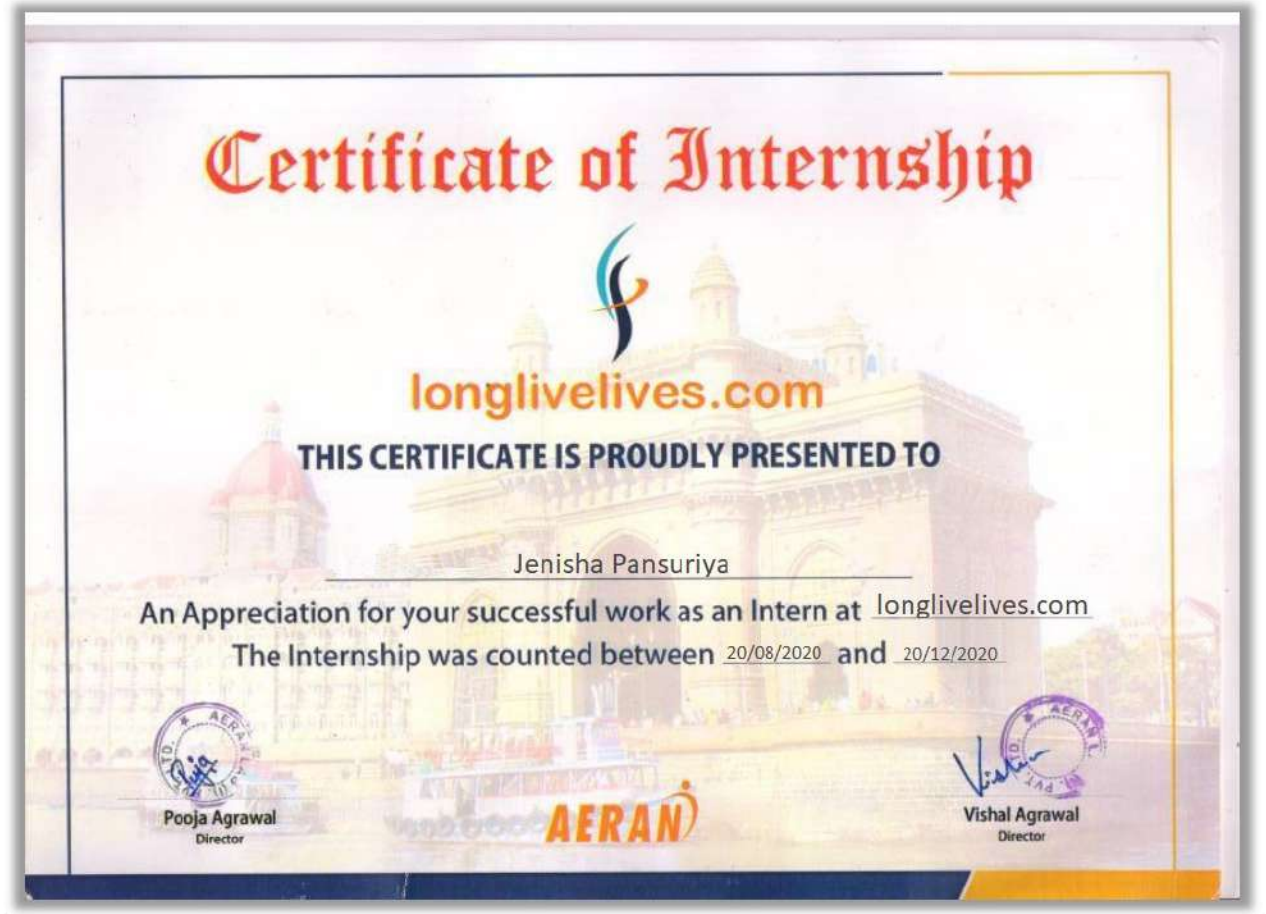 Certificate of Internship
longlivelives.com
THIS CERTIFICATE IS PROUDLY PRESENTED TO
Jenisha Pansuriya
An Appreciation for your successful work as an Intern at longlivelives.com
The Internship was counted between 20/08/2020 and 20/12/2020
Pooja Agrawal
Director
AERAN
Vishal Agrawal
Director